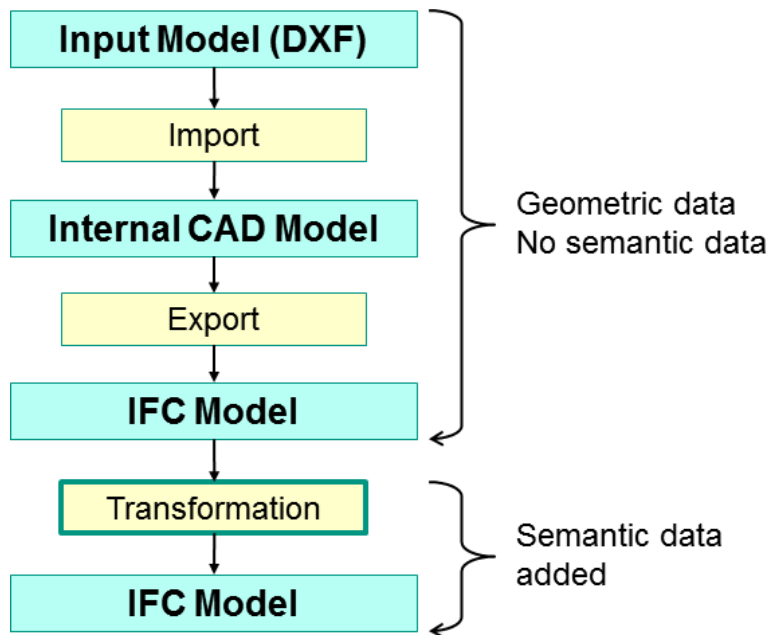 Input Model (DXF)
Import
Internal CAD Model
Export
IFC Model
Transformation
IFC Model
Geometric data
No semantic data
Semantic data
added